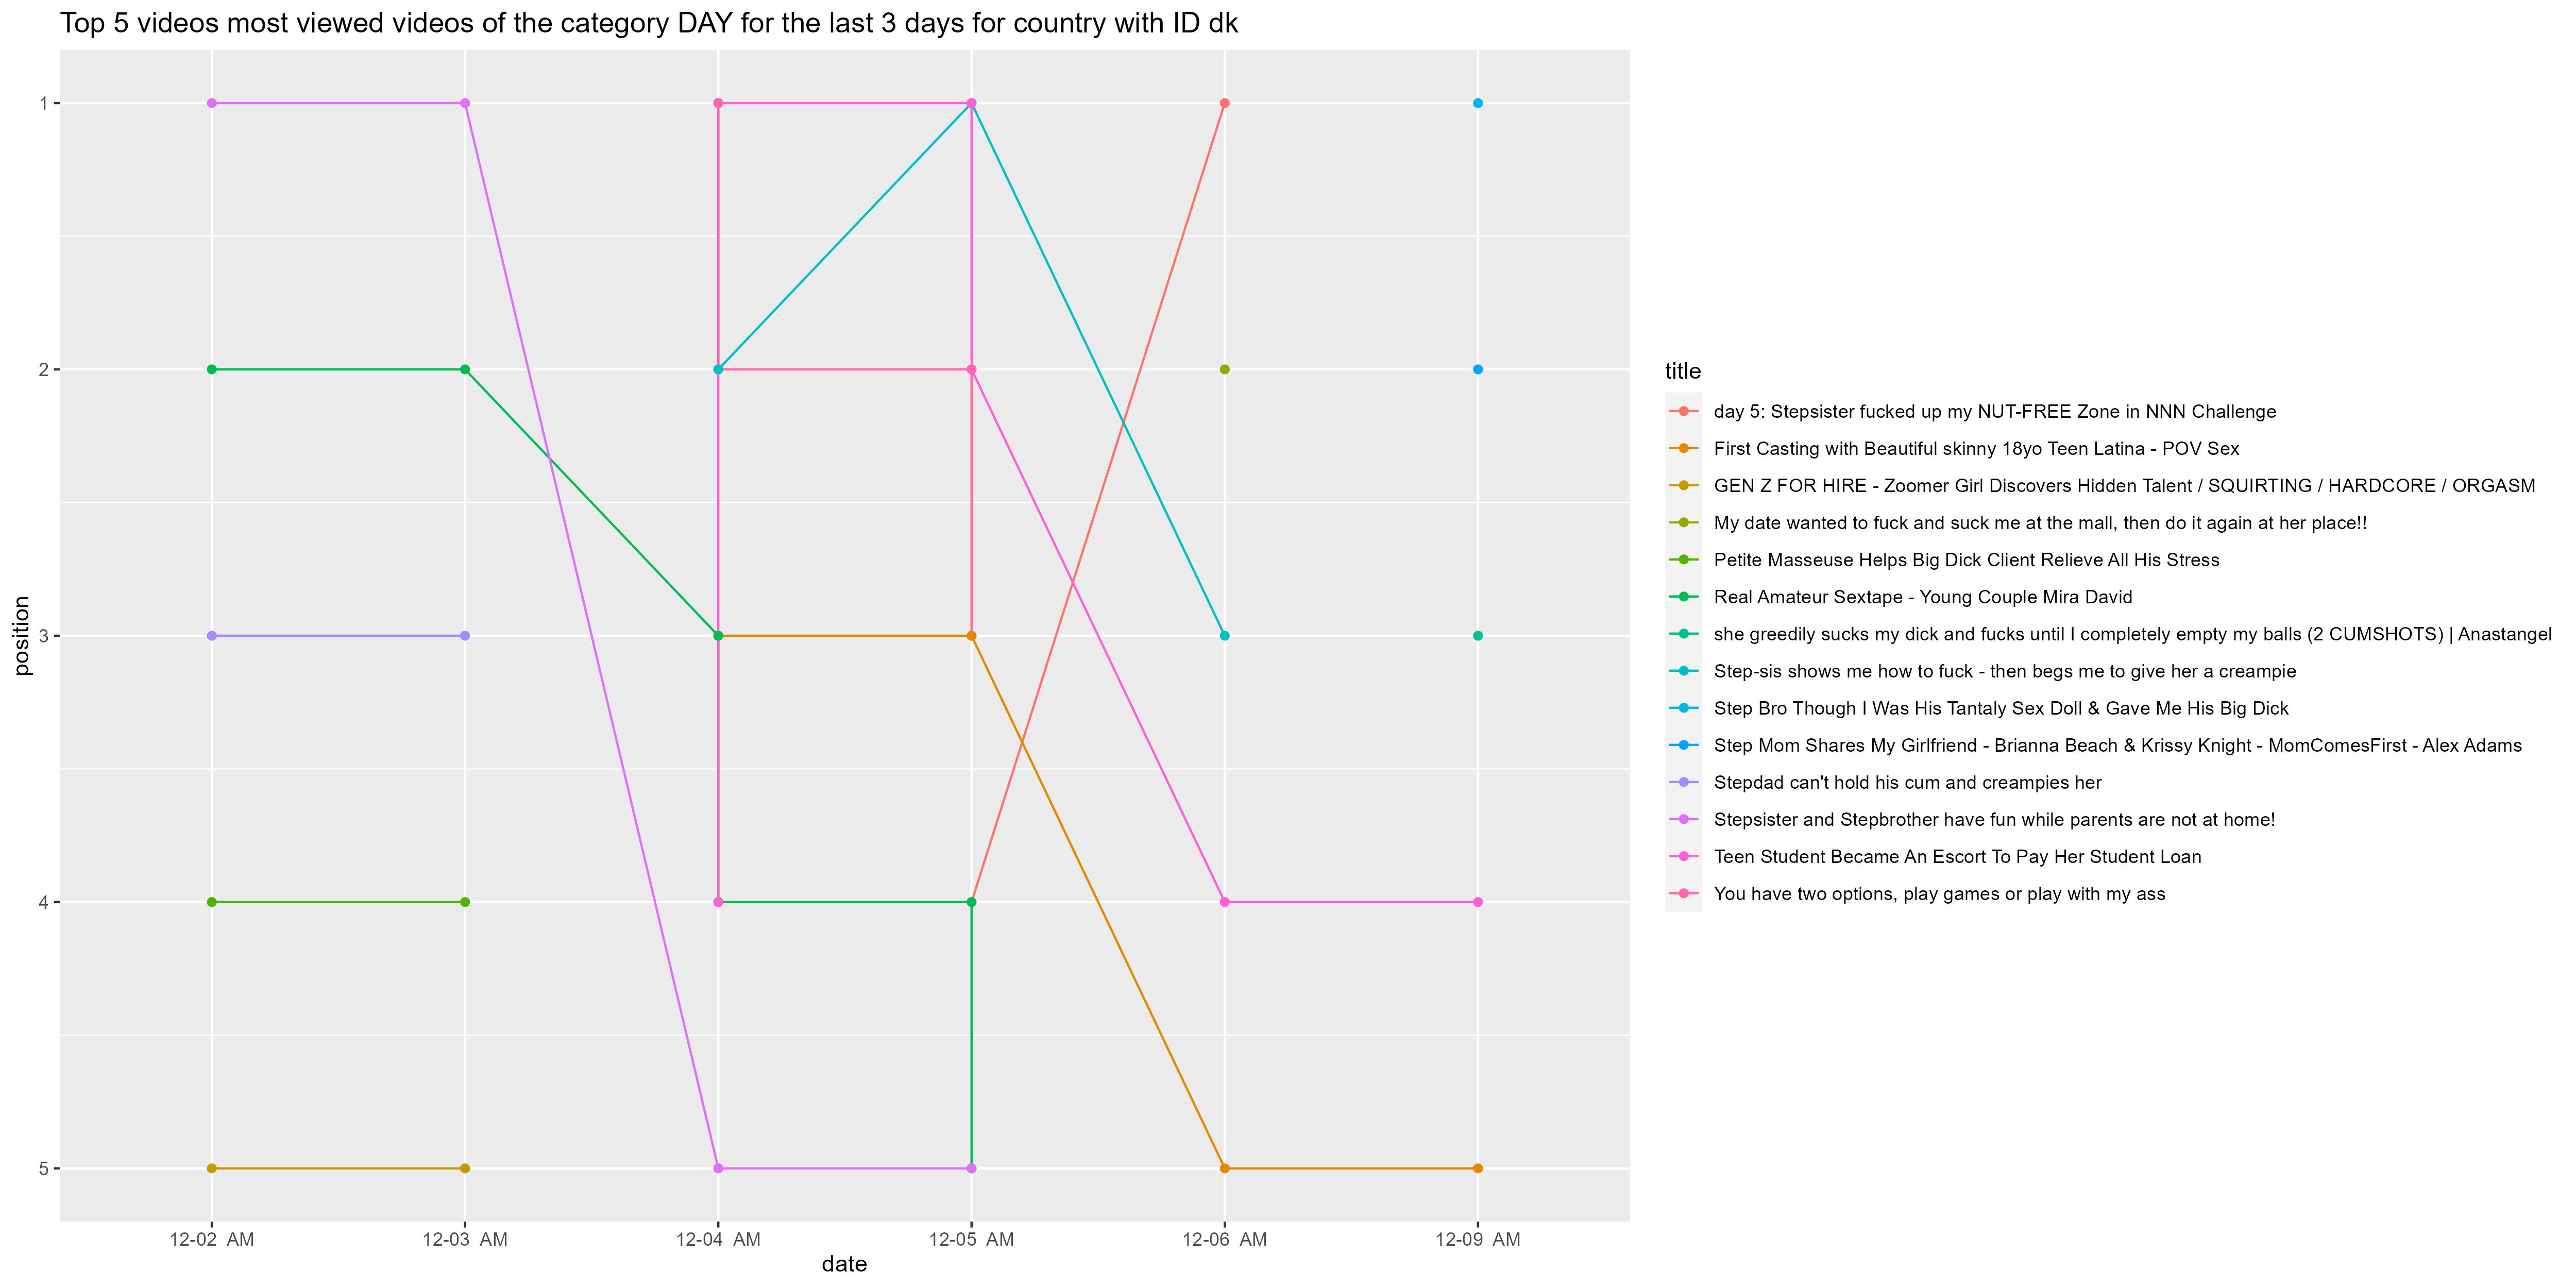 Top 5 videos most viewed videos of the category DAY for the last 3 days for country with ID dk
position
1
2
3
4
5
12-02 AM
12-03 AM
12-04 AM
12-05 AM
12-06 AM
12-09 AM
date
title
day 5: Stepsister fucked up my NUT-FREE Zone in NNN Challenge
First Casting with Beautiful skinny 18yo Teen Latina - POV Sex
GEN Z FOR HIRE - Zoomer Girl Discovers Hidden Talent / SQUIRTING / HARDCORE / ORGASM
My date wanted to fuck and suck me at the mall, then do it again at her place!!
Petite Masseuse Helps Big Dick Client Relieve All His Stress
Real Amateur Sextape - Young Couple Mira David
she greedily sucks my dick and fucks until I completely empty my balls (2 CUMSHOTS) | Anastangel
Step-sis shows me how to fuck - then begs me to give her a creampie
Step Bro Though I Was His Tantaly Sex Doll & Gave Me His Big Dick
Step Mom Shares My Girlfriend - Brianna Beach & Krissy Knight - MomComesFirst - Alex Adams
Stepdad can't hold his cum and creampies her
Stepsister and Stepbrother have fun while parents are not at home!
Teen Student Became An Escort To Pay Her Student Loan
You have two options, play games or play with my ass